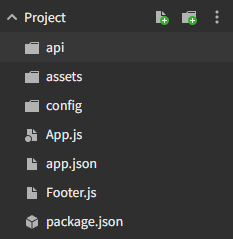 Project
api
assets
config
App.js
app.json
Footer.js
package.json